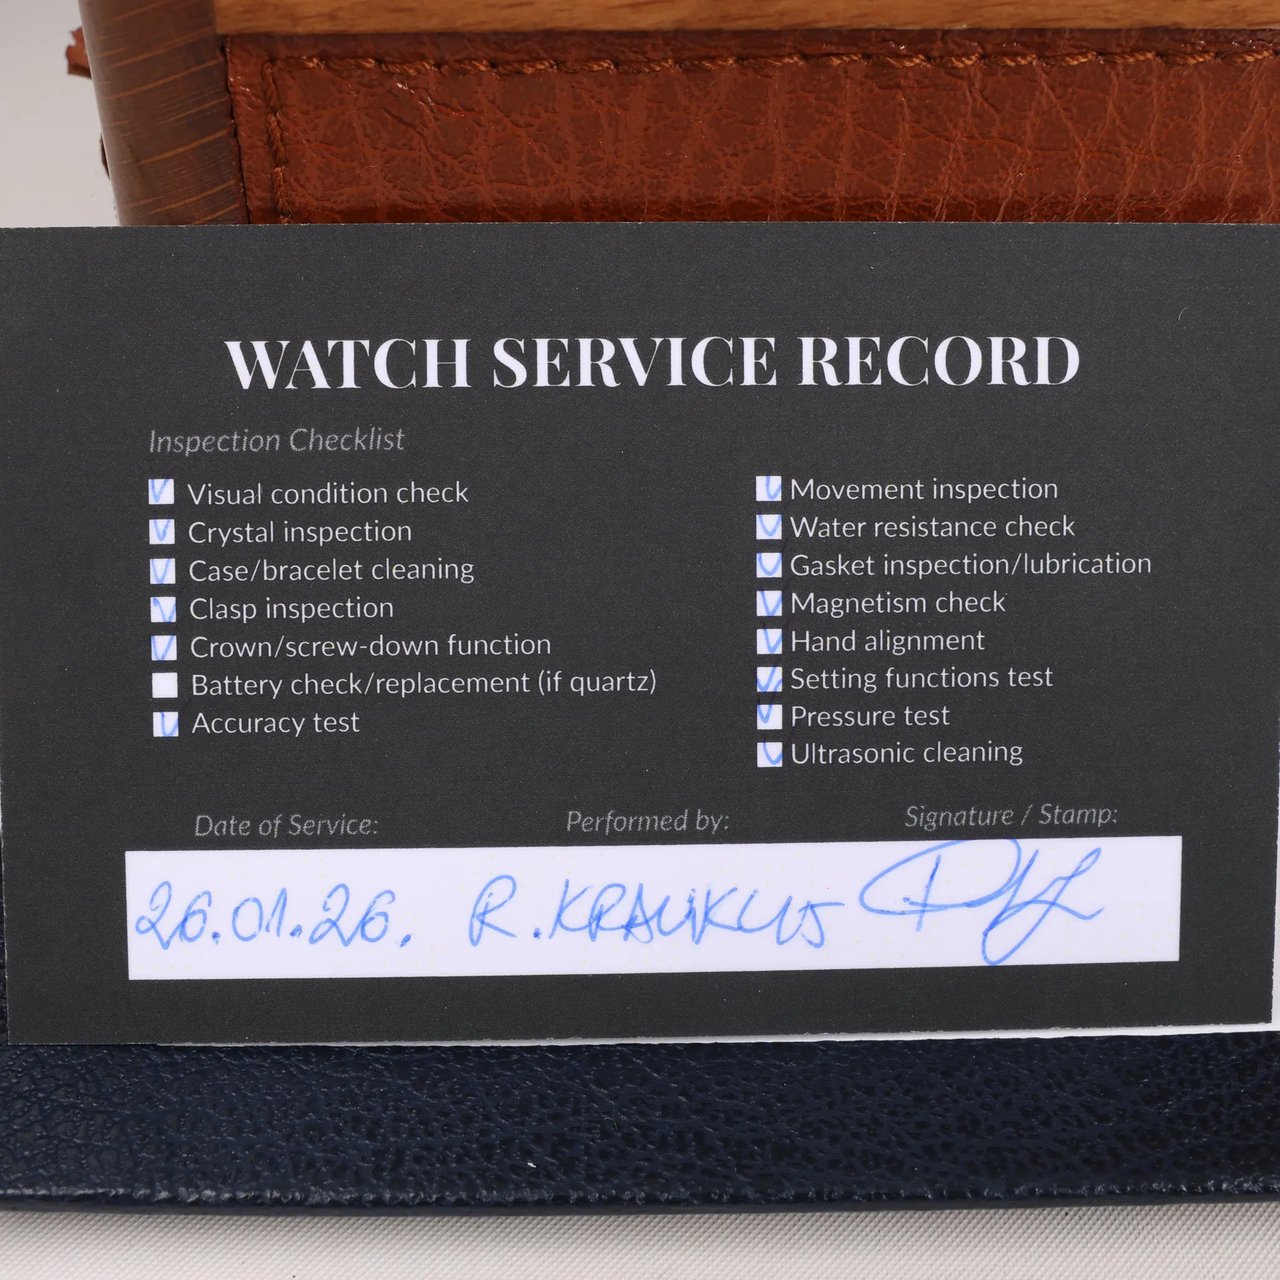 WATCH SERVICE RECORD
Inspection Checklist
Visual condition check
Crystal inspection
Case/bracelet cleaning
Clasp inspection
Crown/screw-down function
Battery check/replacement (if quartz)
Accuracy test
Movement inspection
Water resistance check
Gasket inspection/lubrication
Magnetism check
Hand alignment
Setting functions test
Pressure test
Ultrasonic cleaning
Date of Service: Performed by: Signature / Stamp:
26.01.26. R.